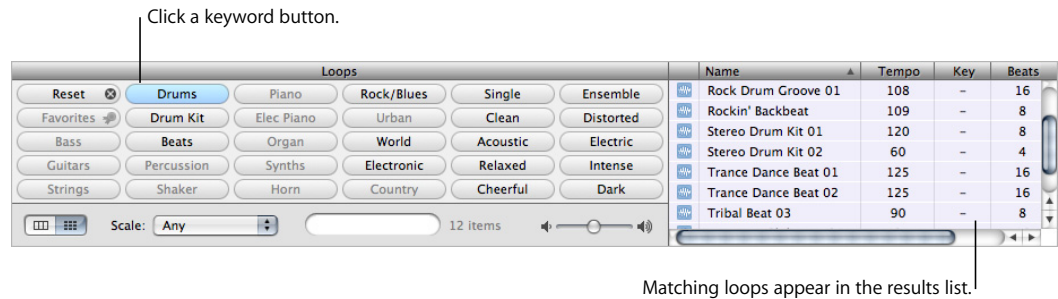 Click a keyword button.
Loops
Name Tempo Key Beats
Reset Drums Piano Rock/Blues Single Ensemble
Favorites Drum Kit Elec Piano Urban Clean Distorted
Bass Beats Organ World Acoustic Electric
Guitars Percussion Synths Electronic Relaxed Intense
Strings Shaker Horn Country Cheerful Dark
Scale: Any 12 items
Rock Drum Groove 01 108 – 16
Rockin' Backbeat 109 – 8
Stereo Drum Kit 01 120 – 8
Stereo Drum Kit 02 60 – 4
Trance Dance Beat 01 125 – 16
Trance Dance Beat 02 125 – 16
Tribal Beat 03 90 – 8
Matching loops appear in the results list.